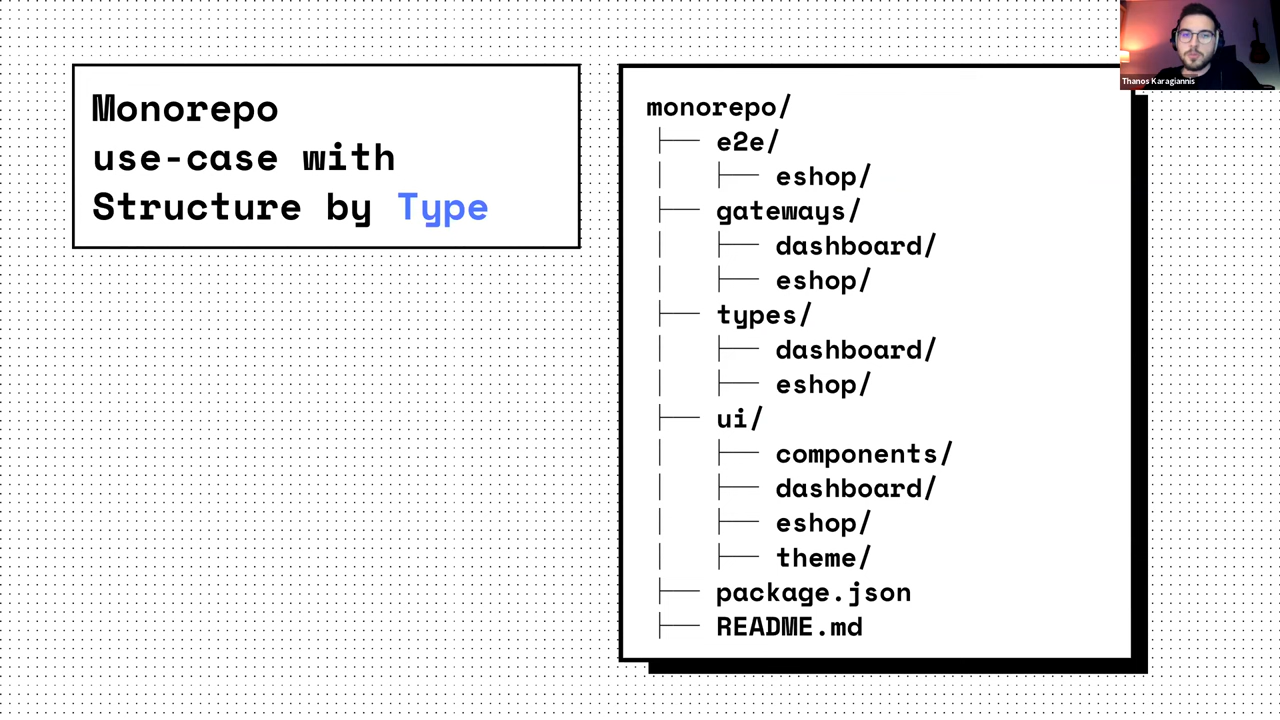 Monorepo
use-case with
Structure by Type
monorepo/
├── e2e/
│   ├── eshop/
├── gateways/
│   ├── dashboard/
│   ├── eshop/
├── types/
│   ├── dashboard/
│   ├── eshop/
├── ui/
│   ├── components/
│   ├── dashboard/
│   ├── eshop/
│   ├── theme/
├── package.json
├── README.md
Thanos Karagiannis